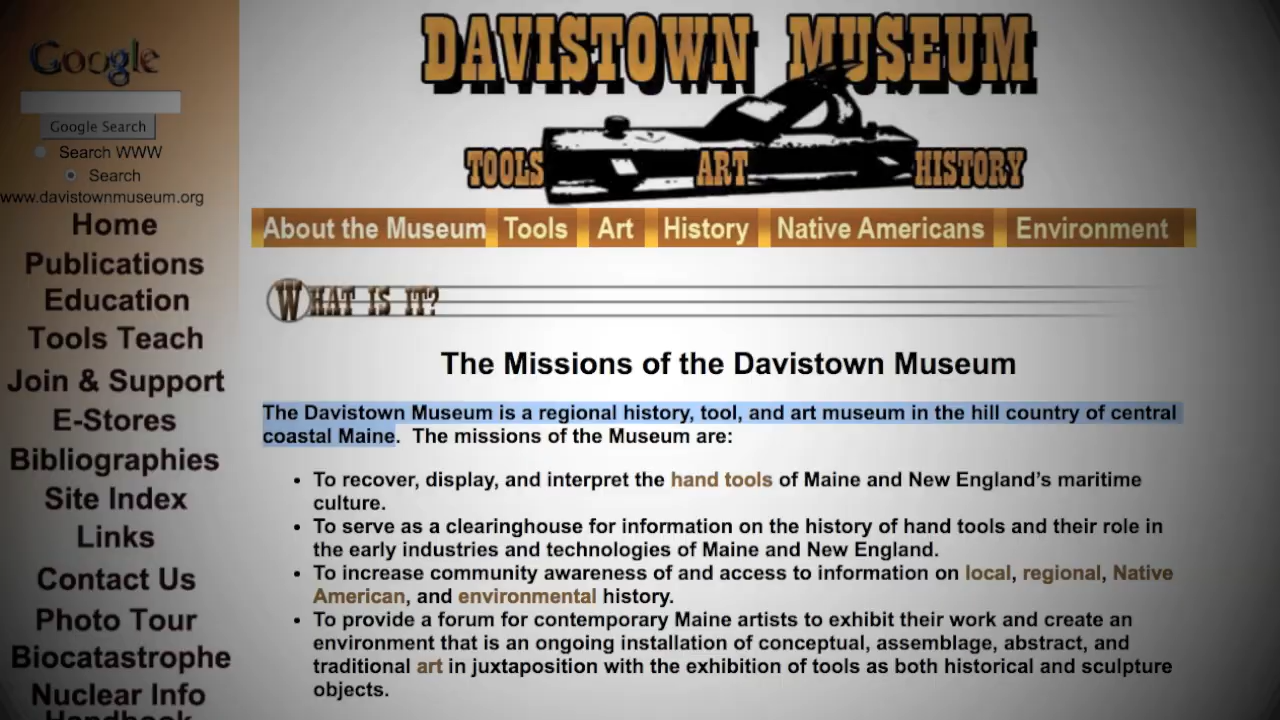 Google
Google Search
Search WWW
Search
www.davistownmuseum.org
Home
Publications
Education
Tools Teach
Join & Support
E-Stores
Bibliographies
Site Index
Links
Contact Us
Photo Tour
Biocatastrophe
Nuclear Info
Handbook
DAVISTOWN MUSEUM
TOOLS ART HISTORY
About the Museum Tools Art History Native Americans Environment
WHAT IS IT?
The Missions of the Davistown Museum
The Davistown Museum is a regional history, tool, and art museum in the hill country of central
coastal Maine. The missions of the Museum are:
• To recover, display, and interpret the hand tools of Maine and New England’s maritime
culture.
• To serve as a clearinghouse for information on the history of hand tools and their role in
the early industries and technologies of Maine and New England.
• To increase community awareness of and access to information on local, regional, Native
American, and environmental history.
• To provide a forum for contemporary Maine artists to exhibit their work and create an
environment that is an ongoing installation of conceptual, assemblage, abstract, and
traditional art in juxtaposition with the exhibition of tools as both historical and sculpture
objects.